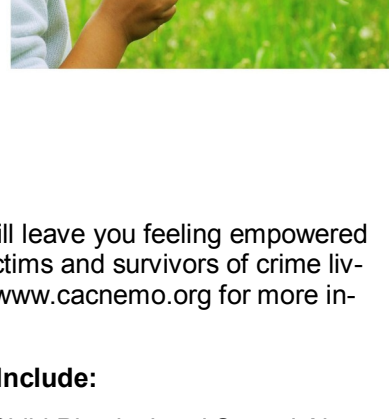 ill leave you feeling empowered
ctims and survivors of crime liv-
www.cacnemo.org for more in-
Include: